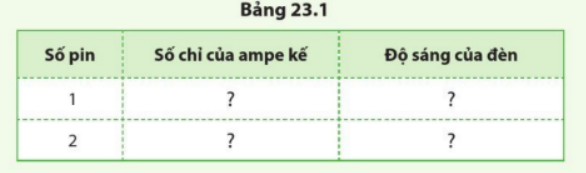 Bảng 23.1
Số pin Số chỉ của ampe kế Độ sáng của đèn
1 ? ?
2 ? ?